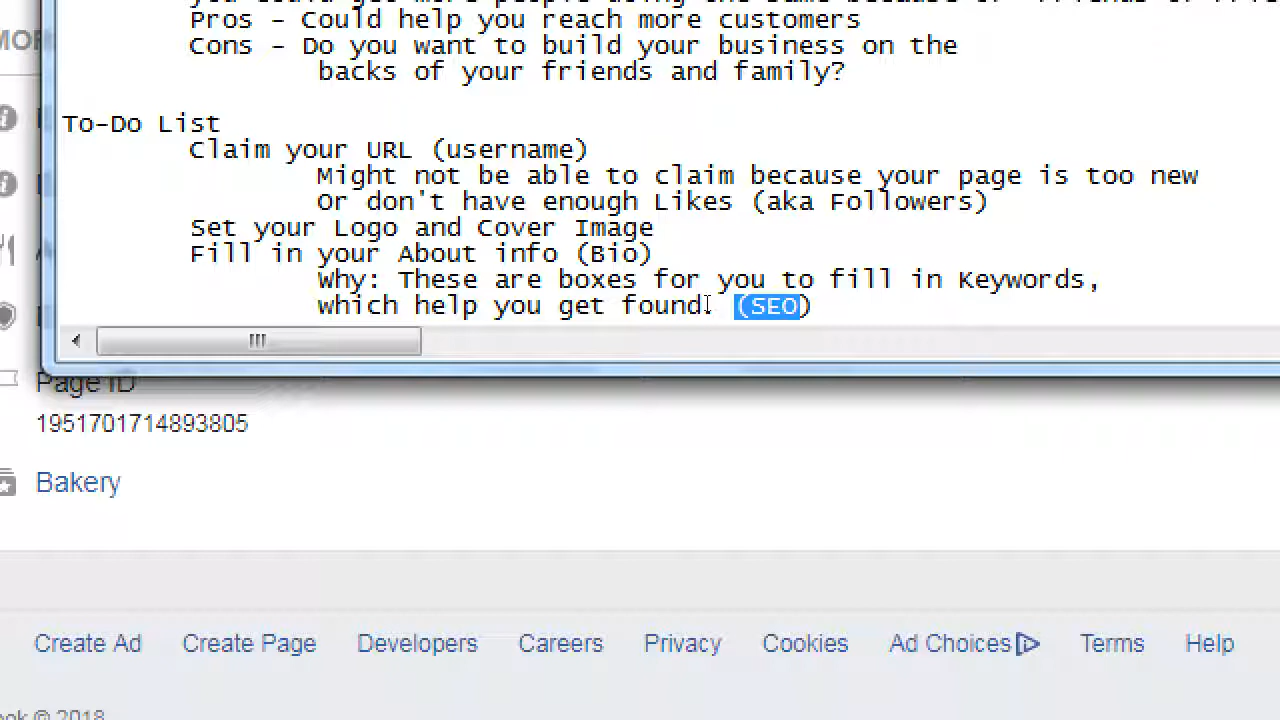 Pros - Could help you reach more customers
Cons - Do you want to build your business on the
backs of your friends and family?
To-Do List
Claim your URL (username)
Might not be able to claim because your page is too new
Or don't have enough Likes (aka Followers)
Set your Logo and Cover Image
Fill in your About info (Bio)
Why: These are boxes for you to fill in Keywords,
which help you get found. (SEO)
Page ID
1951701714893805
Bakery
Create Ad Create Page Developers Careers Privacy Cookies Ad Choices Terms Help
© 2018